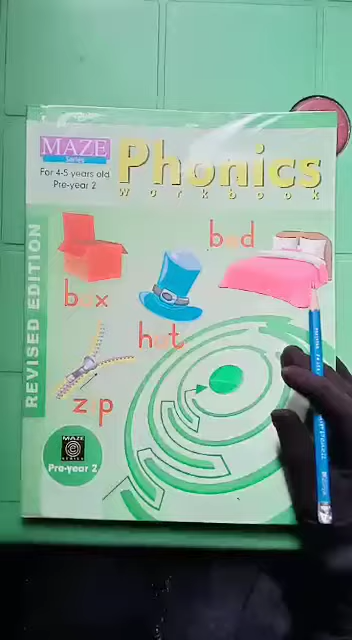 MAZE
Series
For 4-5 years old
Pre-year 2
Phonics
Workbook
REVISED EDITION
bed
box
hat
zip
MAZE
SERIES
Pre-year 2